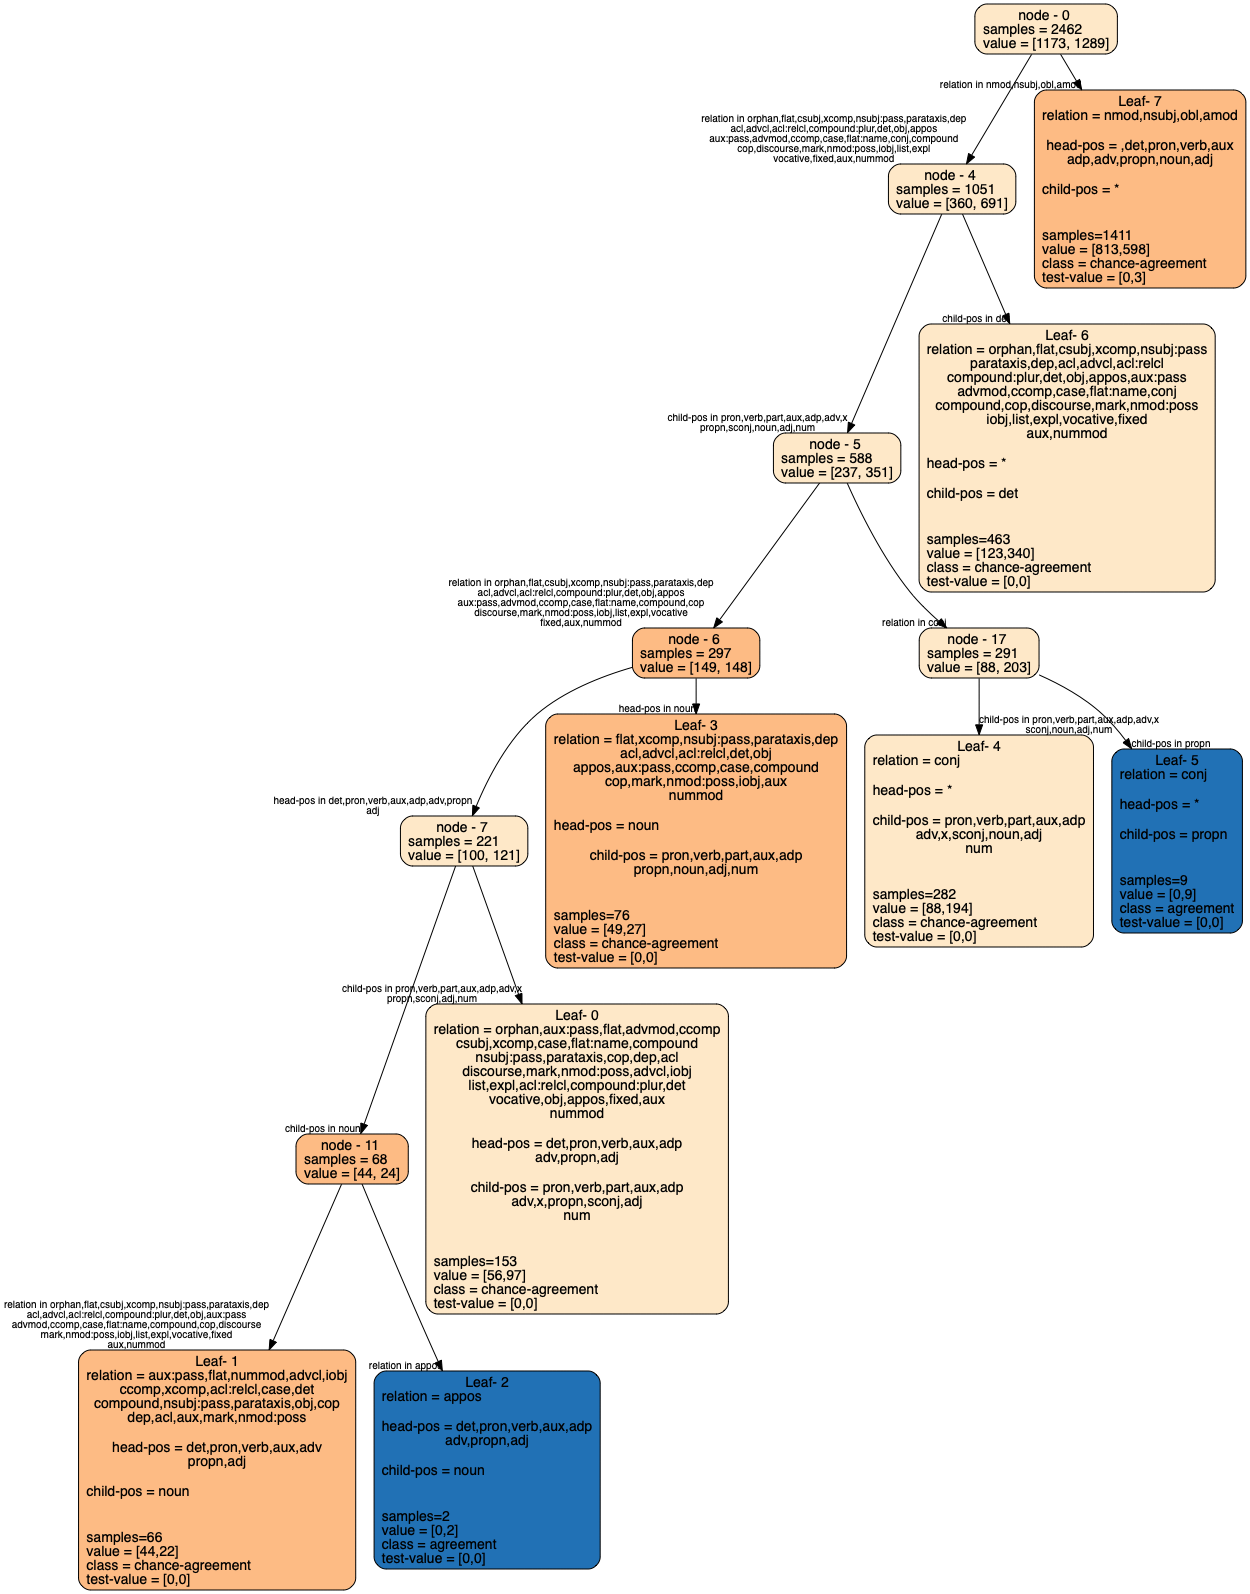 node - 0
samples = 2462
value = [1173, 1289]
relation in nmod,nsubj,obl,amod
Leaf- 7
relation = nmod,nsubj,obl,amod
head-pos = ,det,pron,verb,aux
adp,adv,propn,noun,adj
child-pos = *
samples=1411
value = [813,598]
class = chance-agreement
test-value = [0,3]
relation in orphan,flat,csubj,xcomp,nsubj:pass,parataxis,dep
acl,advcl,acl:relcl,compound:plur,det,obj,appos
aux:pass,advmod,ccomp,case,flat:name,conj,compound
cop,discourse,mark,nmod:poss,iobj,list,expl
vocative,fixed,aux,nummod
node - 4
samples = 1051
value = [360, 691]
child-pos in det
Leaf- 6
relation = orphan,flat,csubj,xcomp,nsubj:pass
parataxis,dep,acl,advcl,acl:relcl
compound:plur,det,obj,appos,aux:pass
advmod,ccomp,case,flat:name,conj
compound,cop,discourse,mark,nmod:poss
iobj,list,expl,vocative,fixed
aux,nummod
head-pos = *
child-pos = det
samples=463
value = [123,340]
class = chance-agreement
test-value = [0,0]
child-pos in pron,verb,part,aux,adp,adv,x
propn,sconj,noun,adj,num
node - 5
samples = 588
value = [237, 351]
relation in orphan,flat,csubj,xcomp,nsubj:pass,parataxis,dep
acl,advcl,acl:relcl,compound:plur,det,obj,appos
aux:pass,advmod,ccomp,case,flat:name,compound,cop
discourse,mark,nmod:poss,iobj,list,expl,vocative
fixed,aux,nummod
node - 6
samples = 297
value = [149, 148]
relation in conj
node - 17
samples = 291
value = [88, 203]
head-pos in noun
Leaf- 3
relation = flat,xcomp,nsubj:pass,parataxis,dep
acl,advcl,acl:relcl,det,obj
appos,aux:pass,ccomp,case,compound
cop,mark,nmod:poss,iobj,aux
nummod
head-pos = noun
child-pos = pron,verb,part,aux,adp
propn,noun,adj,num
samples=76
value = [49,27]
class = chance-agreement
test-value = [0,0]
child-pos in pron,verb,part,aux,adp,adv,x
sconj,noun,adj,num
Leaf- 4
relation = conj
head-pos = *
child-pos = pron,verb,part,aux,adp
adv,x,sconj,noun,adj
num
samples=282
value = [88,194]
class = chance-agreement
test-value = [0,0]
child-pos in propn
Leaf- 5
relation = conj
head-pos = *
child-pos = propn
samples=9
value = [0,9]
class = agreement
test-value = [0,0]
head-pos in det,pron,verb,aux,adp,adv,propn
adj
node - 7
samples = 221
value = [100, 121]
child-pos in pron,verb,part,aux,adp,adv,x
propn,sconj,adj,num
Leaf- 0
relation = orphan,aux:pass,flat,advmod,ccomp
csubj,xcomp,case,flat:name,compound
nsubj:pass,parataxis,cop,dep,acl
discourse,mark,nmod:poss,advcl,iobj
list,expl,acl:relcl,compound:plur,det
vocative,obj,appos,fixed,aux
nummod
head-pos = det,pron,verb,aux,adp
adv,propn,adj
child-pos = pron,verb,part,aux,adp
adv,x,propn,sconj,adj
num
samples=153
value = [56,97]
class = chance-agreement
test-value = [0,0]
child-pos in noun
node - 11
samples = 68
value = [44, 24]
relation in orphan,flat,csubj,xcomp,nsubj:pass,parataxis,dep
acl,advcl,acl:relcl,compound:plur,det,obj,aux:pass
advmod,ccomp,case,flat:name,compound,cop,discourse
mark,nmod:poss,iobj,list,expl,vocative,fixed
aux,nummod
Leaf- 1
relation = aux:pass,flat,nummod,advcl,iobj
ccomp,xcomp,acl:relcl,case,det
compound,nsubj:pass,parataxis,obj,cop
dep,acl,aux,mark,nmod:poss
head-pos = det,pron,verb,aux,adv
propn,adj
child-pos = noun
samples=66
value = [44,22]
class = chance-agreement
test-value = [0,0]
relation in appos
Leaf- 2
relation = appos
head-pos = det,pron,verb,aux,adp
adv,propn,adj
child-pos = noun
samples=2
value = [0,2]
class = agreement
test-value = [0,0]